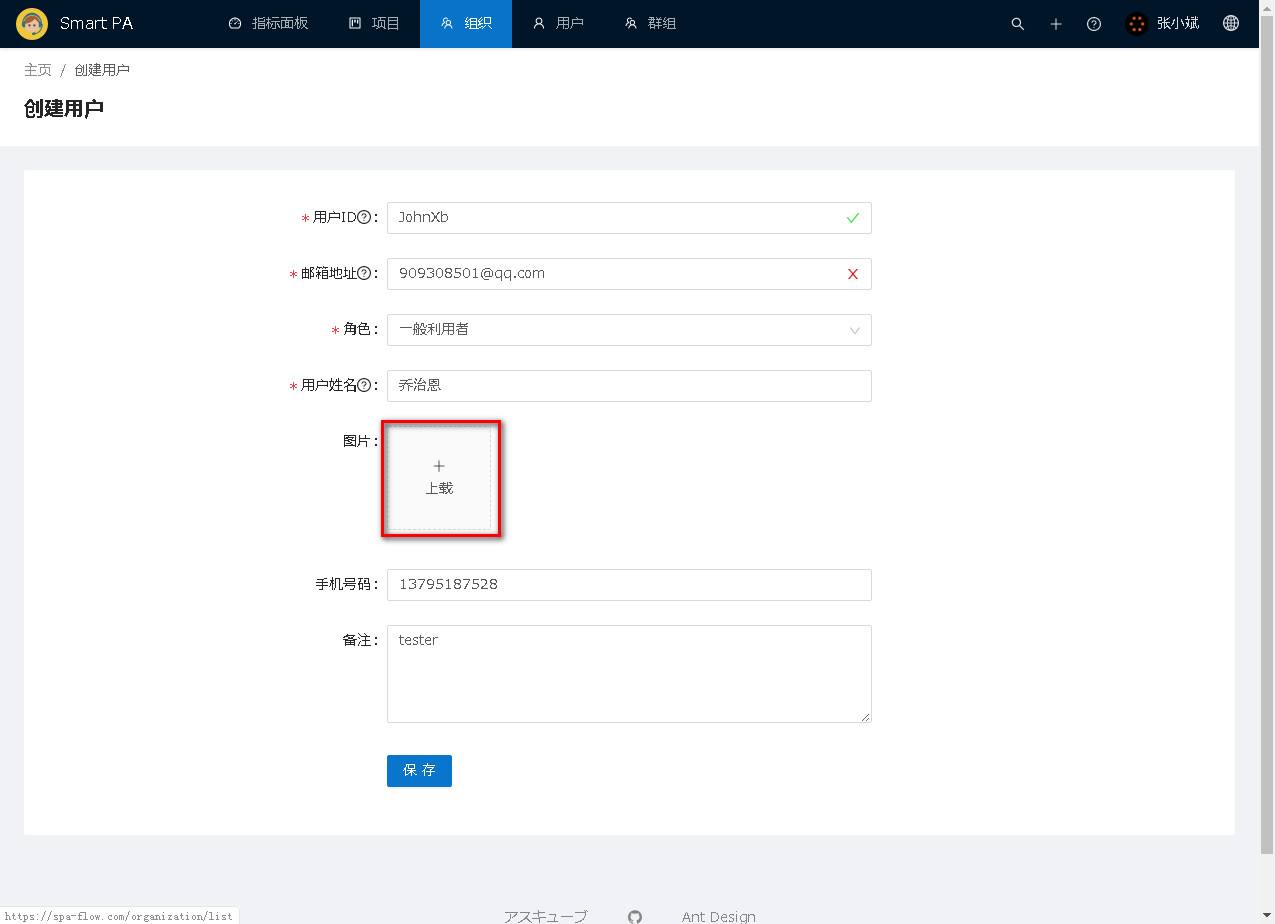 Smart PA 指标面板 项目 组织 用户 群组 张小斌
主页 / 创建用户
创建用户
* 用户ID : JohnXb
* 邮箱地址 : 909308501@qq.com
* 角色 : 一般利用者
* 用户姓名 : 乔治恩
图片 :
+
上载
手机号码 : 13795187528
备注 : tester
保 存
https://spa-flow.com/organization/list アスキューブ Ant Design